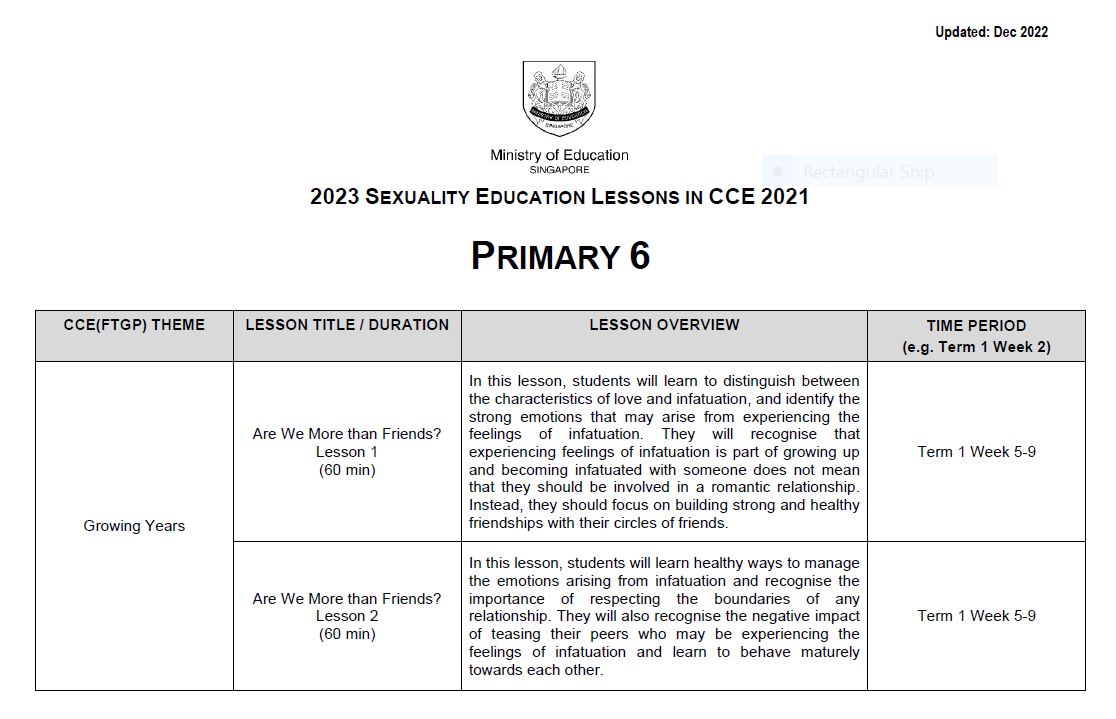 Updated: Dec 2022
MINISTRY OF EDUCATION
SINGAPORE
Ministry of Education
SINGAPORE
Rectangular Snip
2023 SEXUALITY EDUCATION LESSONS IN CCE 2021
PRIMARY 6
CCE(FTGP) THEME
LESSON TITLE / DURATION
LESSON OVERVIEW
TIME PERIOD
(e.g. Term 1 Week 2)
Growing Years
Are We More than Friends?
Lesson 1
(60 min)
In this lesson, students will learn to distinguish between
the characteristics of love and infatuation, and identify the
strong emotions that may arise from experiencing the
feelings of infatuation. They will recognise that
experiencing feelings of infatuation is part of growing up
and becoming infatuated with someone does not mean
that they should be involved in a romantic relationship.
Instead, they should focus on building strong and healthy
friendships with their circles of friends.
Term 1 Week 5-9
Are We More than Friends?
Lesson 2
(60 min)
In this lesson, students will learn healthy ways to manage
the emotions arising from infatuation and recognise the
importance of respecting the boundaries of any
relationship. They will also recognise the negative impact
of teasing their peers who may be experiencing the
feelings of infatuation and learn to behave maturely
towards each other.
Term 1 Week 5-9